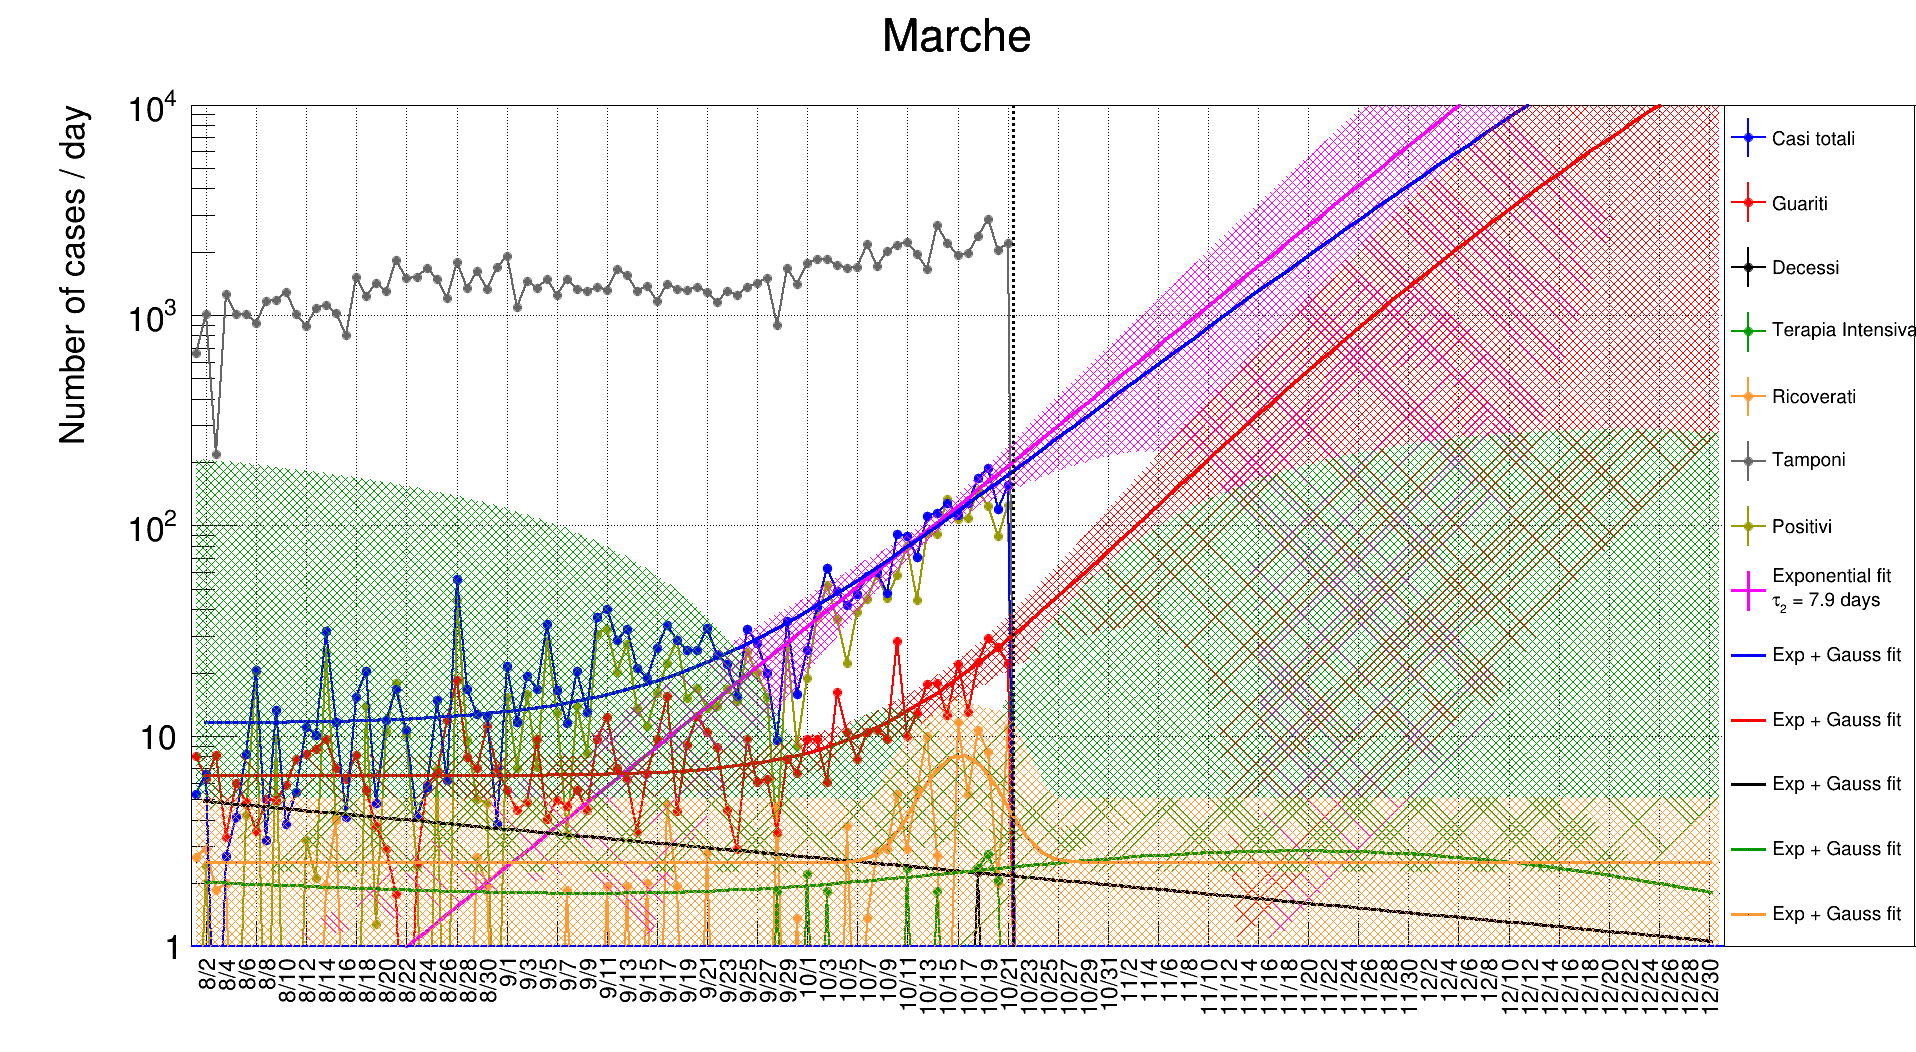 Marche
Number of cases / day
10⁴
10³
10²
10
1
8/2 8/4 8/6 8/8 8/10 8/12 8/14 8/16 8/18 8/20 8/22 8/24 8/26 8/28 8/30 9/1 9/3 9/5 9/7 9/9 9/11 9/13 9/15 9/17 9/19 9/21 9/23 9/25 9/27 9/29 10/1 10/3 10/5 10/7 10/9 10/11 10/13 10/15 10/17 10/19 10/21 10/23 10/25 10/27 10/29 10/31 11/2 11/4 11/6 11/8 11/10 11/12 11/14 11/16 11/18 11/20 11/22 11/24 11/26 11/28 11/30 12/2 12/4 12/6 12/8 12/10 12/12 12/14 12/16 12/18 12/20 12/22 12/24 12/26 12/28 12/30
Casi totali
Guariti
Decessi
Terapia Intensiva
Ricoverati
Tamponi
Positivi
Exponential fit
τ₂ = 7.9 days
Exp + Gauss fit
Exp + Gauss fit
Exp + Gauss fit
Exp + Gauss fit
Exp + Gauss fit